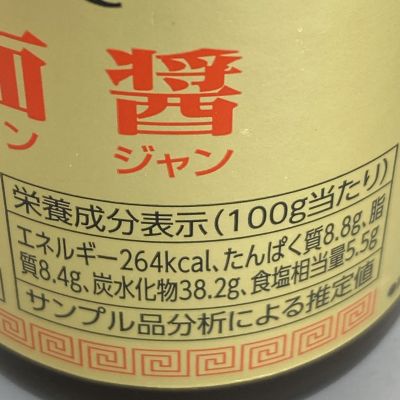 醤
ン ジャン
栄養成分表示(100g当たり)
エネルギー264kcal、たんぱく質8.8g、脂
質8.4g、炭水化物38.2g、食塩相当量5.5g
サンプル品分析による推定値